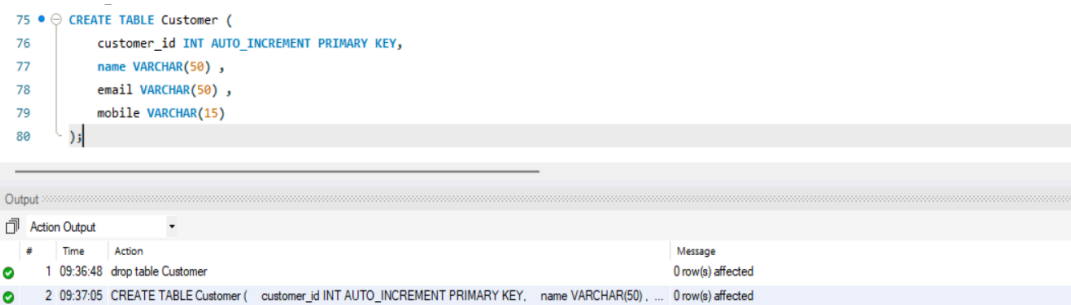 75 CREATE TABLE Customer (
76 customer_id INT AUTO_INCREMENT PRIMARY KEY,
77 name VARCHAR(50) ,
78 email VARCHAR(50) ,
79 mobile VARCHAR(15)
80 );
Output
Action Output
# Time Action Message
1 09:36:48 drop table Customer 0 row(s) affected
2 09:37:05 CREATE TABLE Customer ( customer_id INT AUTO_INCREMENT PRIMARY KEY, name VARCHAR(50) , ... 0 row(s) affected